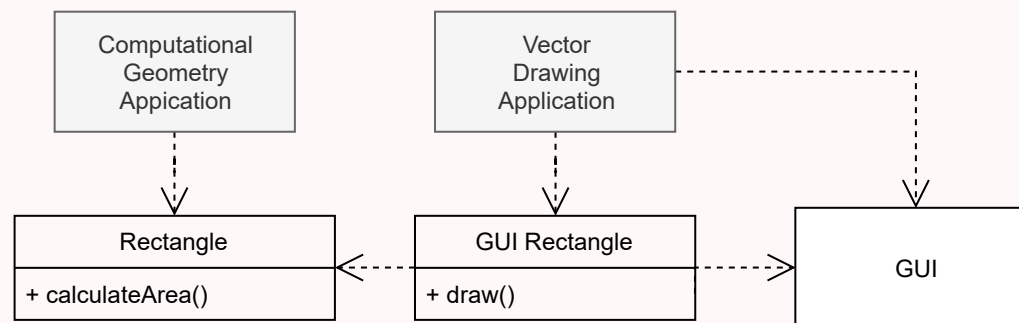 Computational
Geometry
Appication
Vector
Drawing
Application
Rectangle
+ calculateArea()
GUI Rectangle
+ draw()
GUI